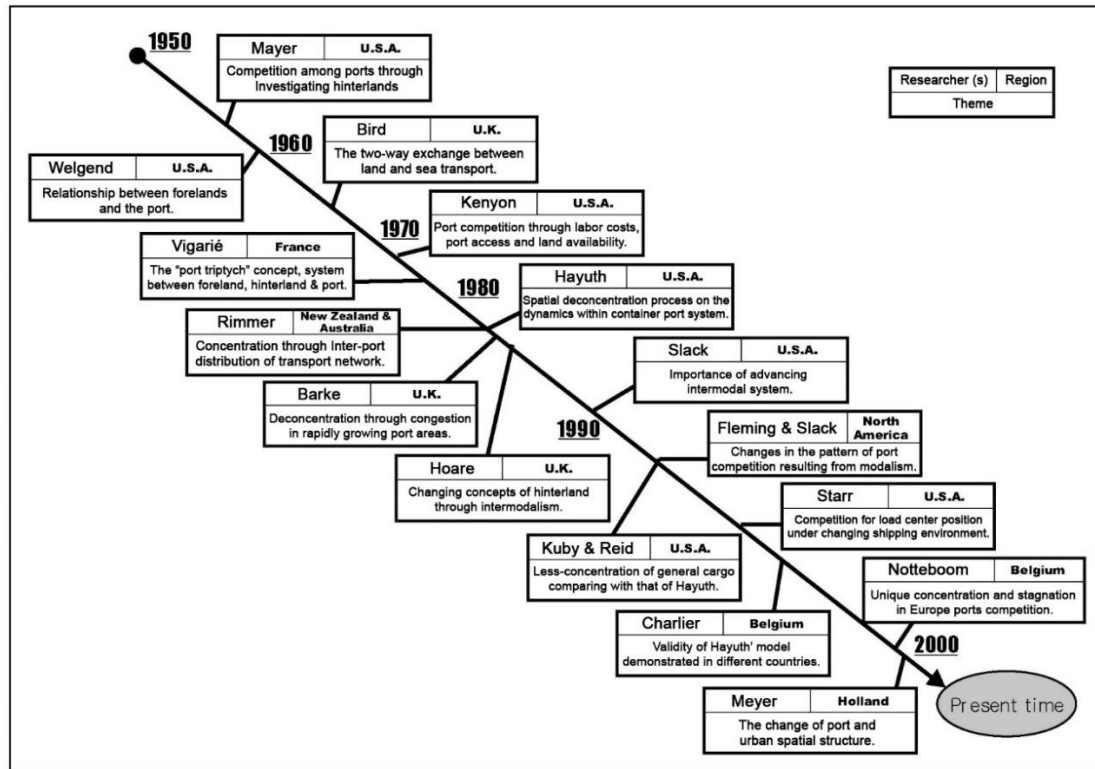 1950
Mayer U.S.A.
Competition among ports through
Investigating hinterlands
Researcher (s) Region
Theme
1960
Bird U.K.
The two-way exchange between
land and sea transport.
Welgend U.S.A.
Relationship between forelands
and the port.
1970
Kenyon U.S.A.
Port competition through labor costs,
port access and land availability.
Vigarié France
The "port triptych" concept, system
between foreland, hinterland & port.
1980
Hayuth U.S.A.
Spatial deconcentration process on the
dynamics within container port system.
Rimmer New Zealand &
Australia
Concentration through Inter-port
distribution of transport network.
Slack U.S.A.
Importance of advancing
intermodal system.
Barke U.K.
Deconcentration through congestion
in rapidly growing port areas.
1990
Fleming & Slack North
America
Changes in the pattern of port
competition resulting from modalism.
Hoare U.K.
Changing concepts of hinterland
through intermodalism.
Starr U.S.A.
Competition for load center position
under changing shipping environment.
Kuby & Reid U.S.A.
Less-concentration of general cargo
comparing with that of Hayuth.
Notteboom Belgium
Unique concentration and stagnation
in Europe ports competition.
Charlier Belgium
Validity of Hayuth' model
demonstrated in different countries.
2000
Meyer Holland
The change of port and
urban spatial structure.
Present time